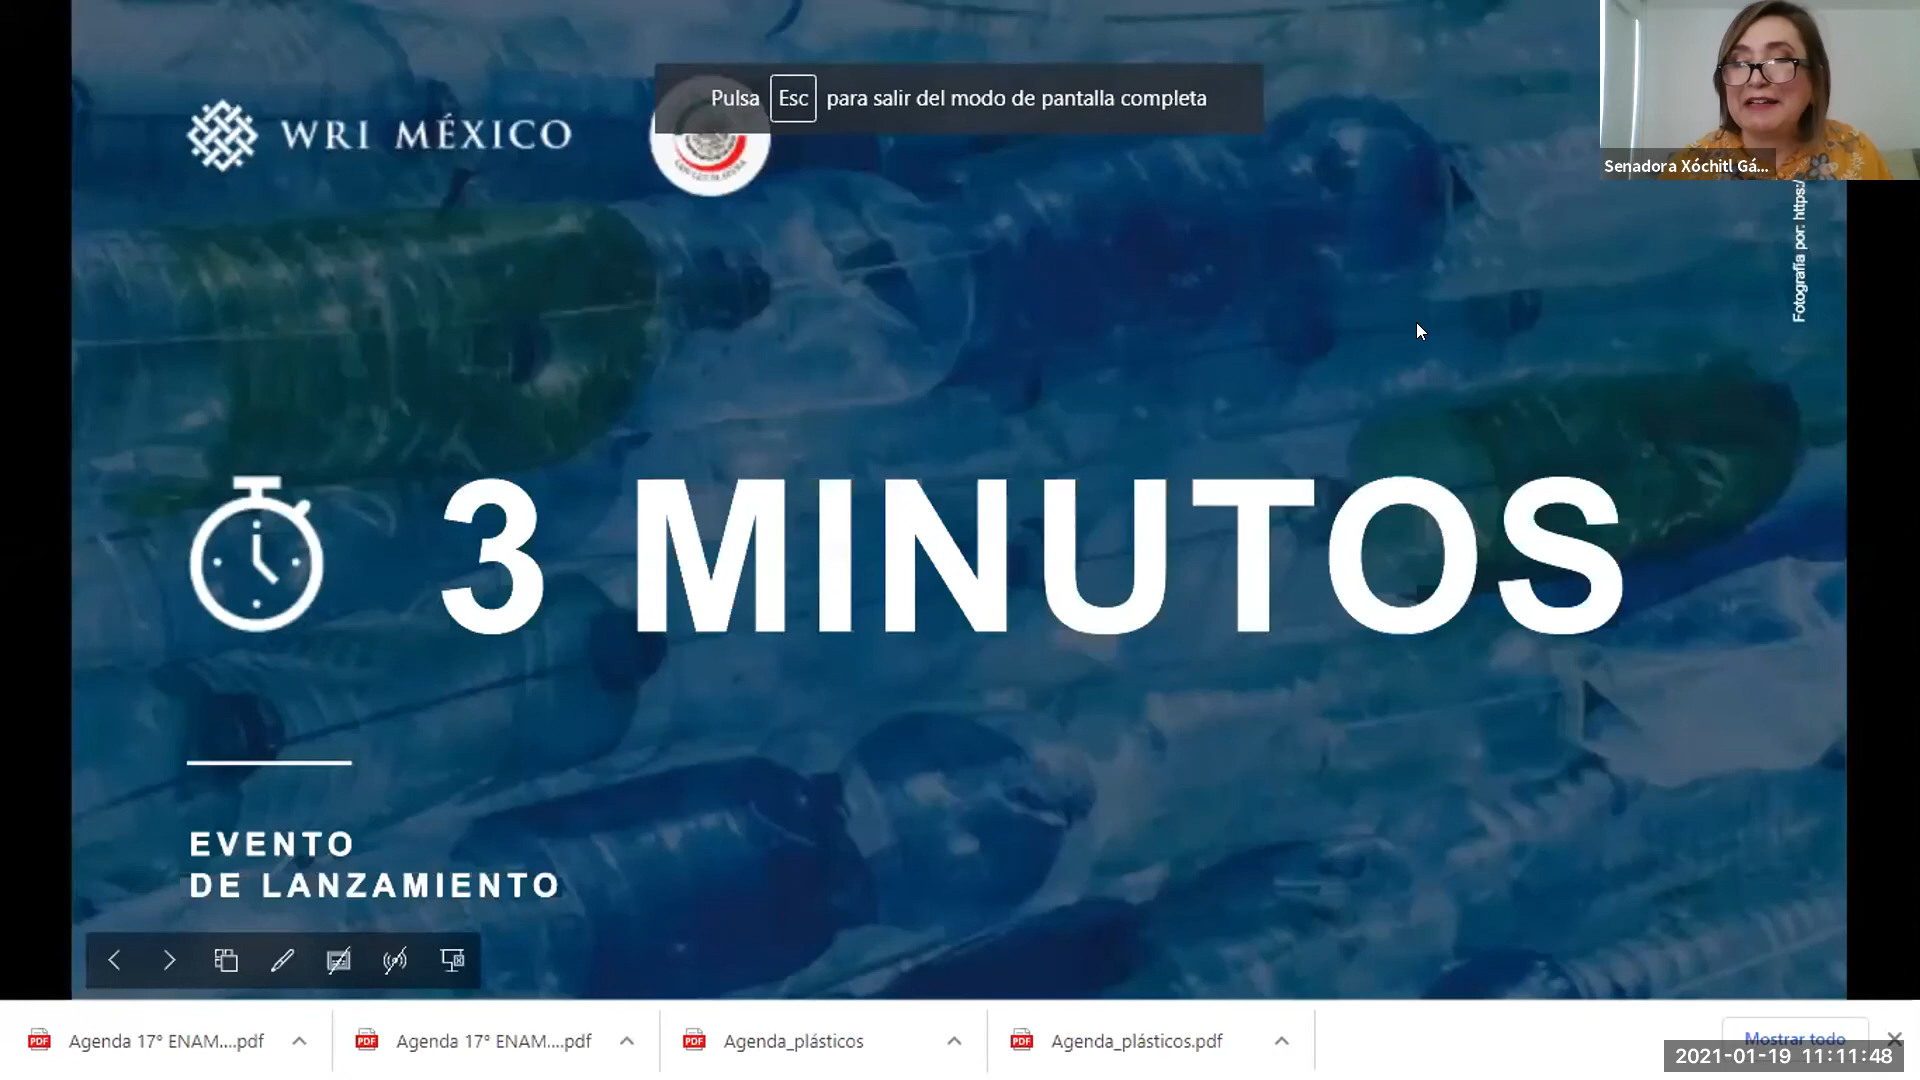 Pulsa Esc para salir del modo de pantalla completa
WRI MÉXICO
Senadora Xóchitl Gá...
Fotografía por: https:/
3 MINUTOS
EVENTO
DE LANZAMIENTO
Agenda 17° ENAM....pdf
Agenda 17° ENAM....pdf
Agenda_plásticos
Agenda_plásticos.pdf
Mostrar todo
2021-01-19 11:11:48